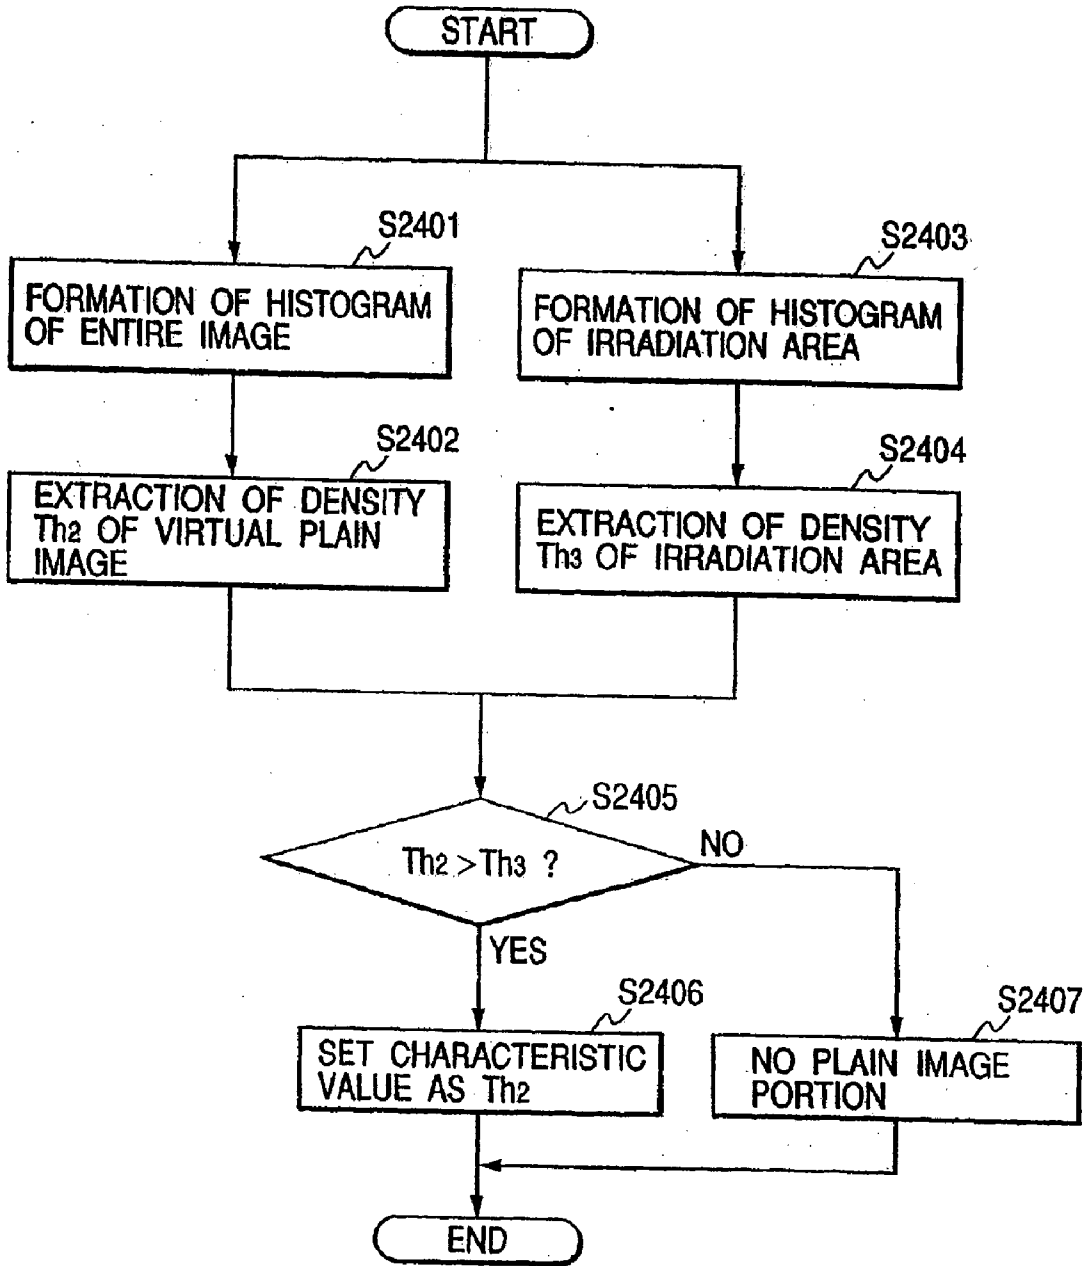 START
S2401
FORMATION OF HISTOGRAM
OF ENTIRE IMAGE
S2403
FORMATION OF HISTOGRAM
OF IRRADIATION AREA
S2402
EXTRACTION OF DENSITY
Th2 OF VIRTUAL PLAIN
IMAGE
S2404
EXTRACTION OF DENSITY
Th3 OF IRRADIATION AREA
S2405
Th2 > Th3 ?
NO
YES
S2406
SET CHARACTERISTIC
VALUE AS Th2
S2407
NO PLAIN IMAGE
PORTION
END